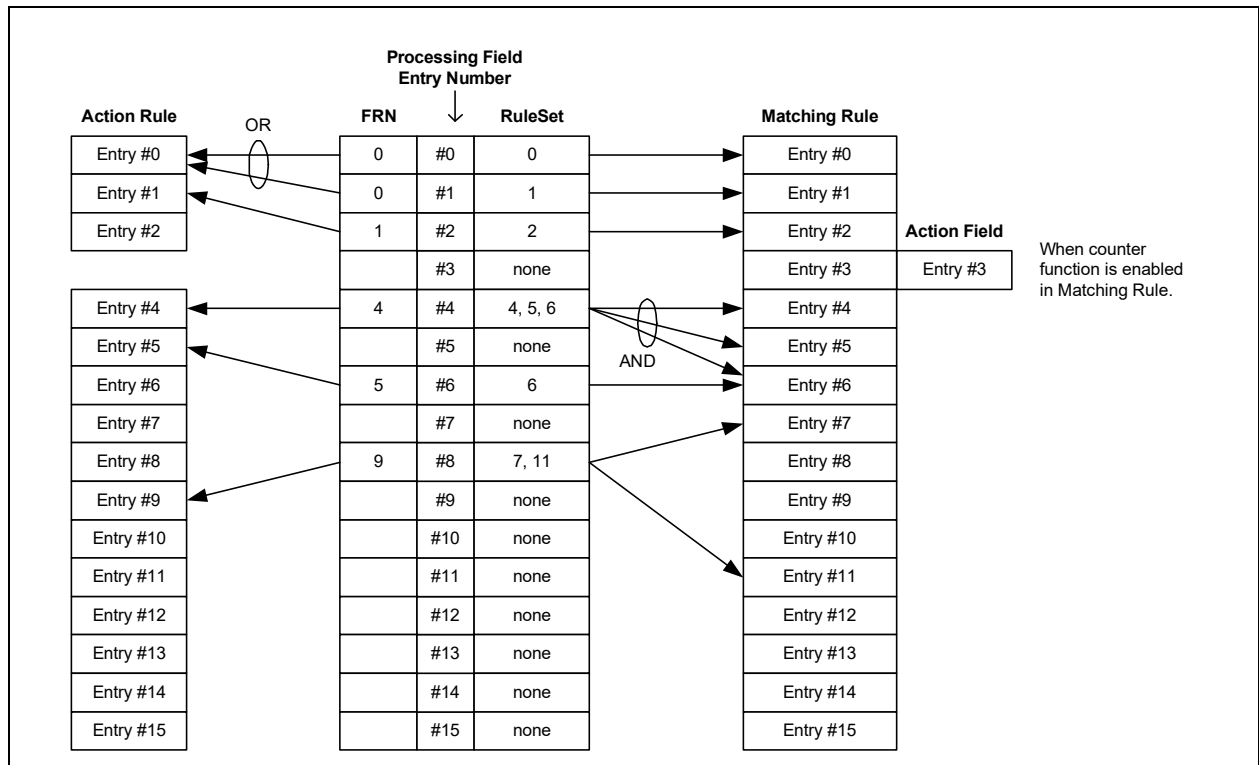 Processing Field
Entry Number
Action Rule
OR
FRN
RuleSet
Matching Rule
Entry #0
0
#0
0
Entry #0
Entry #1
0
#1
1
Entry #1
Entry #2
1
#2
2
Entry #2
Action Field
#3
none
Entry #3
Entry #3
When counter
function is enabled
in Matching Rule.
Entry #4
4
#4
4, 5, 6
Entry #4
Entry #5
#5
none
AND
Entry #5
Entry #6
5
#6
6
Entry #6
Entry #7
#7
none
Entry #7
Entry #8
9
#8
7, 11
Entry #8
Entry #9
#9
none
Entry #9
Entry #10
#10
none
Entry #10
Entry #11
#11
none
Entry #11
Entry #12
#12
none
Entry #12
Entry #13
#13
none
Entry #13
Entry #14
#14
none
Entry #14
Entry #15
#15
none
Entry #15